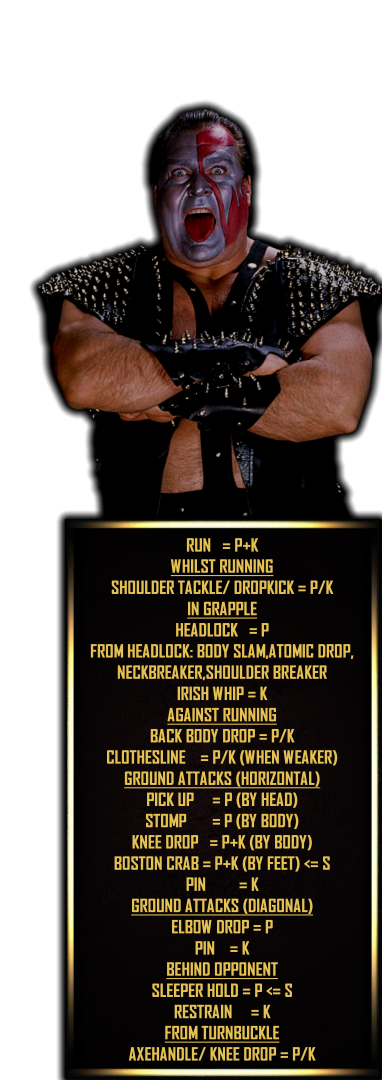 RUN = P+K
WHILST RUNNING
SHOULDER TACKLE/ DROPKICK = P/K
IN GRAPPLE
HEADLOCK = P
FROM HEADLOCK: BODY SLAM,ATOMIC DROP,
NECKBREAKER,SHOULDER BREAKER
IRISH WHIP = K
AGAINST RUNNING
BACK BODY DROP = P/K
CLOTHESLINE = P/K (WHEN WEAKER)
GROUND ATTACKS (HORIZONTAL)
PICK UP = P (BY HEAD)
STOMP = P (BY BODY)
KNEE DROP = P+K (BY BODY)
BOSTON CRAB = P+K (BY FEET) <= S
PIN = K
GROUND ATTACKS (DIAGONAL)
ELBOW DROP = P
PIN = K
BEHIND OPPONENT
SLEEPER HOLD = P <= S
RESTRAIN = K
FROM TURNBUCKLE
AXEHANDLE/ KNEE DROP = P/K